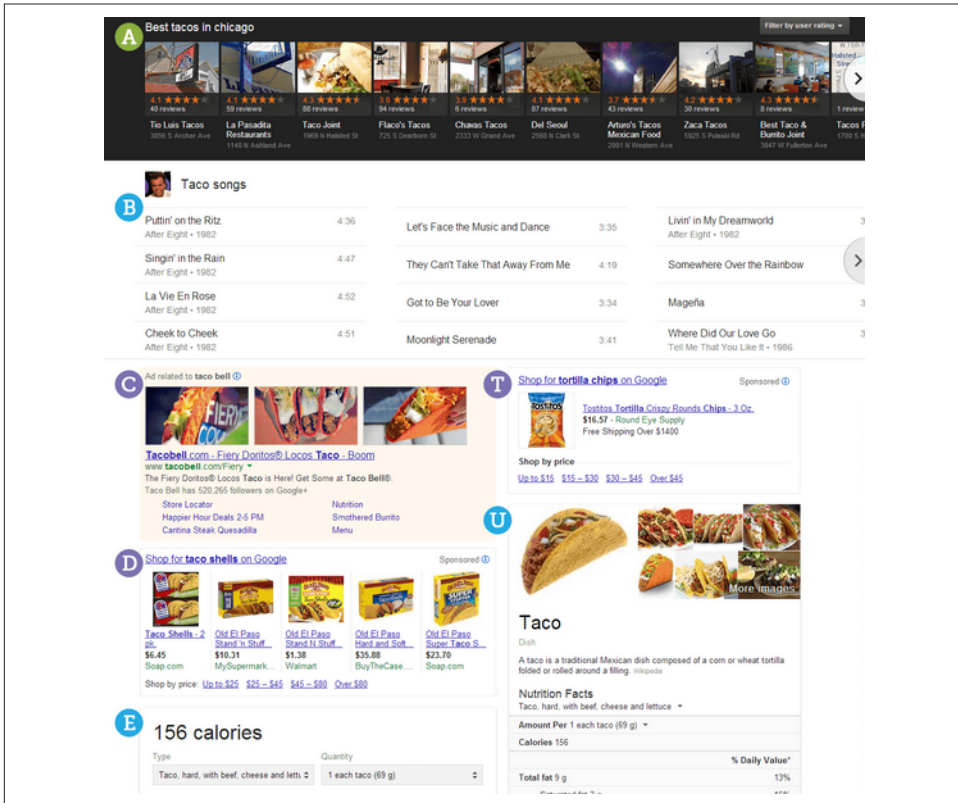 A
Best tacos in chicago
Filter by user rating
4.1
40 reviews
Tio Luis Tacos
3856 S Archer Ave
4.1
59 reviews
La Pasadita
Restaurants
1140 N Ashland Ave
4.3
88 reviews
Taco Joint
1969 N Halsted St
3.9
94 reviews
Flaco's Tacos
725 S Dearborn St
3.9
6 reviews
Chavas Tacos
2333 W Grand Ave
4.1
87 reviews
Del Seoul
2568 N Clark St
3.7
43 reviews
Arturo's Tacos
Mexican Food
2001 N Western Ave
4.2
30 reviews
Zaca Tacos
5925 S Pulaski Rd
4.3
8 reviews
Best Taco &
Burrito Joint
3947 W Fullerton Ave
1 review
Tacos
1700 S
B
Taco songs
Puttin' on the Ritz 4:36
After Eight • 1982
Singin' in the Rain 4:47
After Eight • 1982
La Vie En Rose 4:52
After Eight • 1982
Cheek to Cheek 4:51
After Eight • 1982
Let's Face the Music and Dance 3:35
They Can't Take That Away From Me 4:19
Got to Be Your Lover 3:34
Moonlight Serenade 3:41
Livin' in My Dreamworld 3
After Eight • 1982
Somewhere Over the Rainbow
Mageña 3
Where Did Our Love Go 3
Tell Me That You Like It • 1986
C
Ad related to taco bell
Tacobell.com - Fiery Doritos® Locos Taco - Boom
www.tacobell.com/Fiery
The Fiery Doritos® Locos Taco is Here! Get Some at Taco Bell®.
Taco Bell has 520,265 followers on Google+
Store Locator Nutrition
Happier Hour Deals 2-5 PM Smothered Burrito
Cantina Steak Quesadilla Menu
D
Shop for taco shells on Google Sponsored
Taco Shells - 2
pk.
$6.45
Soap.com
Old El Paso
Stand 'n Stuff...
$10.31
MySupermark...
Old El Paso
Stand N Stuff...
$1.38
Walmart
Old El Paso
Hard and Soft...
$35.88
BuyTheCase....
Old El Paso
Super Taco S...
$23.70
Soap.com
Shop by price: Up to $25 $25 – $45 $45 – $80 Over $80
E
156 calories
Type Quantity
Taco, hard, with beef, cheese and lettu 1 each taco (69 g)
T
Shop for tortilla chips on Google Sponsored
TOSTITOS
Tostitos Tortilla Crispy Rounds Chips - 3 Oz.
$16.57 - Round Eye Supply
Free Shipping Over $1400
Shop by price
Up to $15 $15 – $30 $30 – $45 Over $45
U
More images
Taco
Dish
A taco is a traditional Mexican dish composed of a corn or wheat tortilla
folded or rolled around a filling. Wikipedia
Nutrition Facts
Taco, hard, with beef, cheese and lettuce
Amount Per 1 each taco (69 g)
Calories 156
% Daily Value*
Total fat 9 g 13%